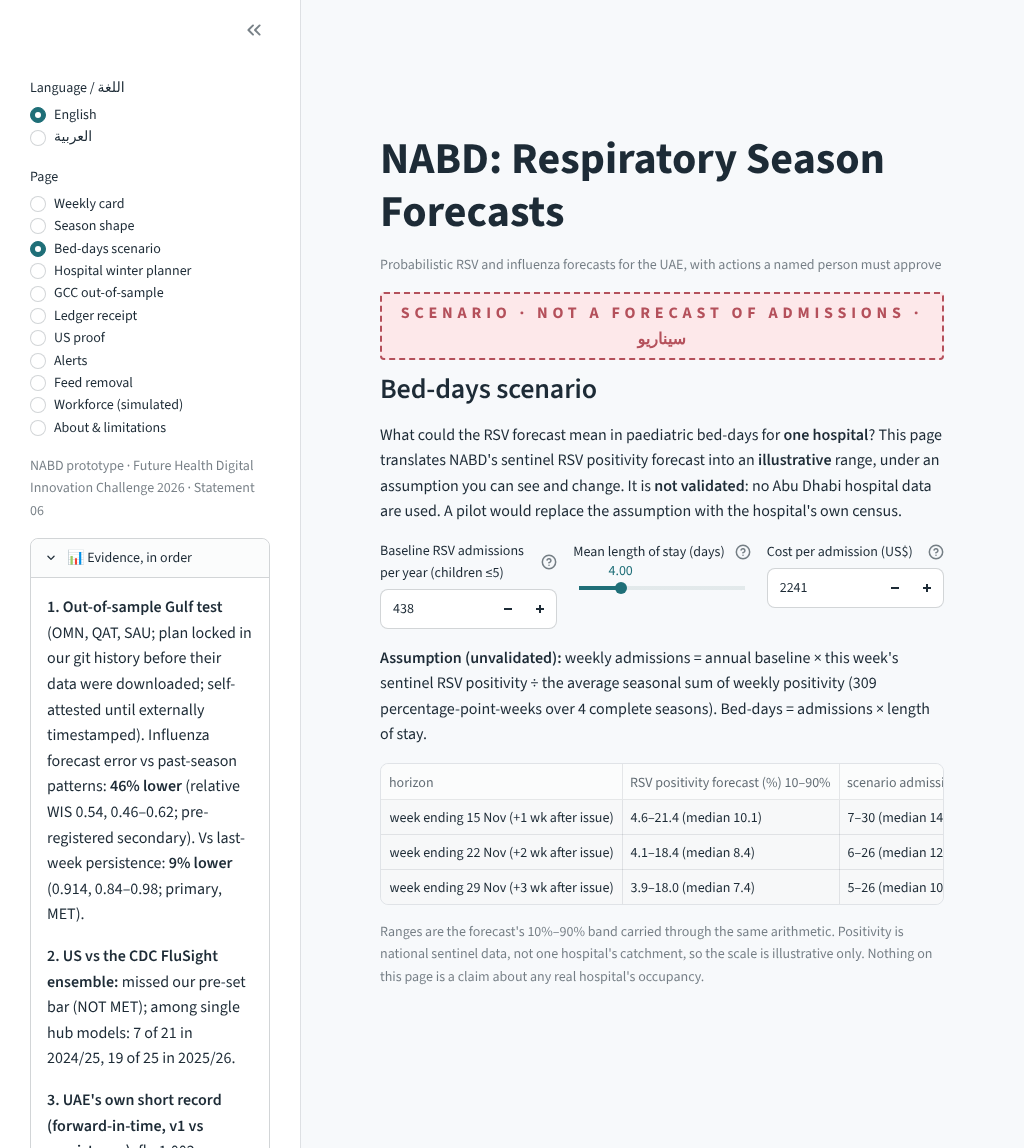 Language / اللغة
English
العربية
Page
Weekly card
Season shape
Bed-days scenario
Hospital winter planner
GCC out-of-sample
Ledger receipt
US proof
Alerts
Feed removal
Workforce (simulated)
About & limitations
NABD prototype · Future Health Digital
Innovation Challenge 2026 · Statement
06
📊 Evidence, in order
1. Out-of-sample Gulf test
(OMN, QAT, SAU; plan locked in
our git history before their
data were downloaded; self-
attested until externally
timestamped). Influenza
forecast error vs past-season
patterns: 46% lower (relative
WIS 0.54, 0.46–0.62; pre-
registered secondary). Vs last-
week persistence: 9% lower
(0.914, 0.84–0.98; primary,
MET).
2. US vs the CDC FluSight
ensemble: missed our pre-set
bar (NOT MET); among single
hub models: 7 of 21 in
2024/25, 19 of 25 in 2025/26.
3. UAE's own short record
(forward-in-time, v1 vs
NABD: Respiratory Season
Forecasts
Probabilistic RSV and influenza forecasts for the UAE, with actions a named person must approve
SCENARIO · NOT A FORECAST OF ADMISSIONS ·
سيناريو
Bed-days scenario
What could the RSV forecast mean in paediatric bed-days for one hospital? This page
translates NABD's sentinel RSV positivity forecast into an illustrative range, under an
assumption you can see and change. It is not validated: no Abu Dhabi hospital data
are used. A pilot would replace the assumption with the hospital's own census.
Baseline RSV admissions
per year (children ≤5)
438
Mean length of stay (days)
4.00
Cost per admission (US$)
2241
Assumption (unvalidated): weekly admissions = annual baseline × this week's
sentinel RSV positivity ÷ the average seasonal sum of weekly positivity (309
percentage-point-weeks over 4 complete seasons). Bed-days = admissions × length
of stay.
horizon RSV positivity forecast (%) 10–90% scenario admissi
week ending 15 Nov (+1 wk after issue) 4.6–21.4 (median 10.1) 7–30 (median 14
week ending 22 Nov (+2 wk after issue) 4.1–18.4 (median 8.4) 6–26 (median 12
week ending 29 Nov (+3 wk after issue) 3.9–18.0 (median 7.4) 5–26 (median 10
Ranges are the forecast's 10%–90% band carried through the same arithmetic. Positivity is
national sentinel data, not one hospital's catchment, so the scale is illustrative only. Nothing on
this page is a claim about any real hospital's occupancy.